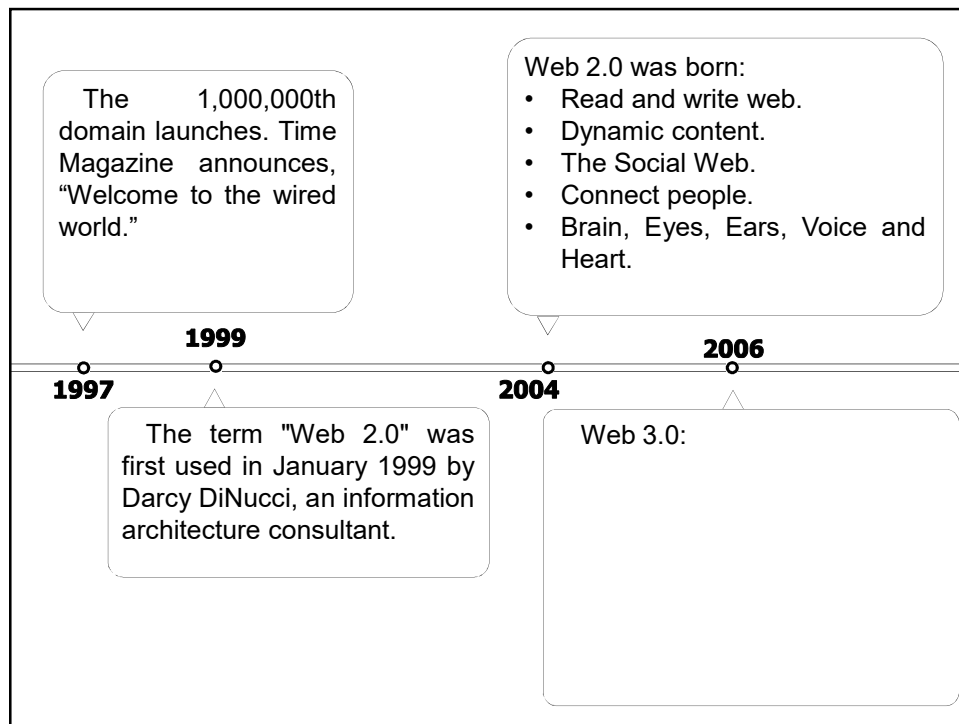 The 1,000,000th
domain launches. Time
Magazine announces,
“Welcome to the wired
world.”
Web 2.0 was born:
• Read and write web.
• Dynamic content.
• The Social Web.
• Connect people.
• Brain, Eyes, Ears, Voice and
Heart.
1999
2006
1997
2004
The term "Web 2.0" was
first used in January 1999 by
Darcy DiNucci, an information
architecture consultant.
Web 3.0: